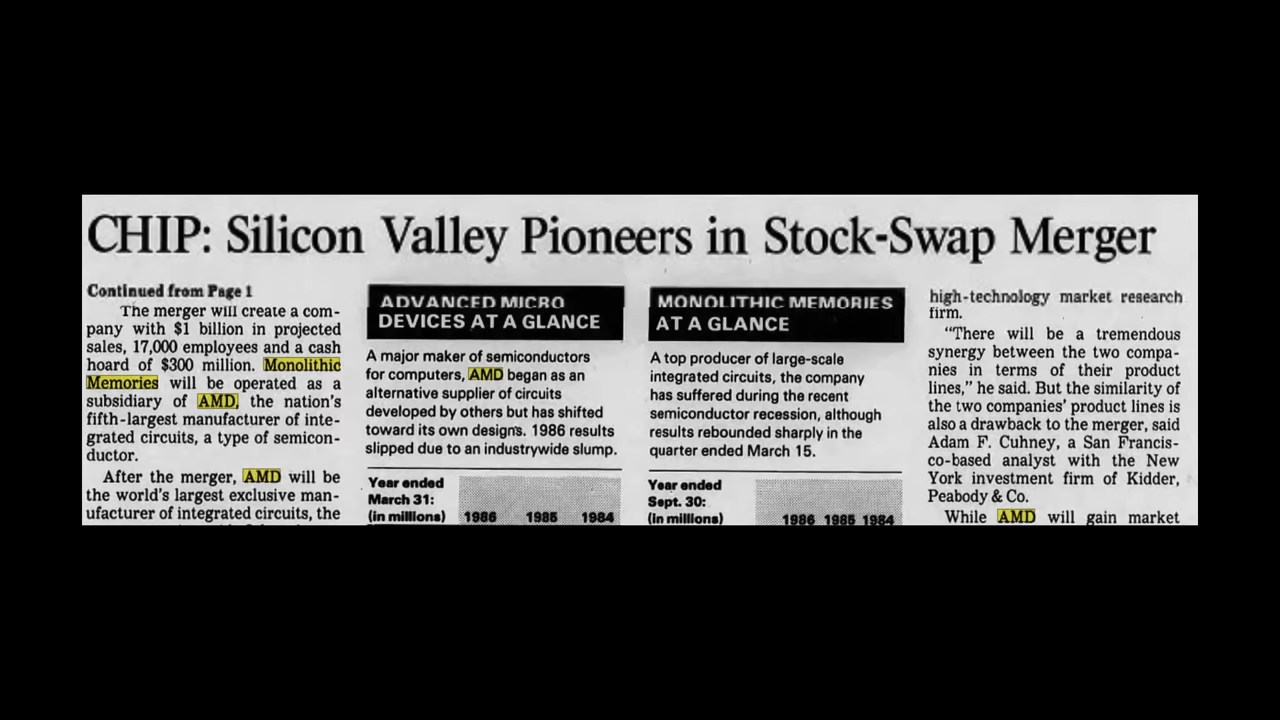 CHIP: Silicon Valley Pioneers in Stock-Swap Merger
Continued from Page 1
The merger will create a com-
pany with $1 billion in projected
sales, 17,000 employees and a cash
hoard of $300 million. Monolithic
Memories will be operated as a
subsidiary of AMD, the nation's
fifth-largest manufacturer of inte-
grated circuits, a type of semicon-
ductor.
After the merger, AMD will be
the world's largest exclusive man-
ufacturer of integrated circuits, the
ADVANCED MICRO
DEVICES AT A GLANCE
A major maker of semiconductors
for computers, AMD began as an
alternative supplier of circuits
developed by others but has shifted
toward its own designs. 1986 results
slipped due to an industrywide slump.
Year ended
March 31:
(in millions) 1986 1985 1984
MONOLITHIC MEMORIES
AT A GLANCE
A top producer of large-scale
integrated circuits, the company
has suffered during the recent
semiconductor recession, although
results rebounded sharply in the
quarter ended March 15.
Year ended
Sept. 30:
(in millions) 1986 1985 1984
high-technology market research
firm.
"There will be a tremendous
synergy between the two compa-
nies in terms of their product
lines," he said. But the similarity of
the two companies' product lines is
also a drawback to the merger, said
Adam F. Cuhney, a San Francis-
co-based analyst with the New
York investment firm of Kidder,
Peabody & Co.
While AMD will gain market